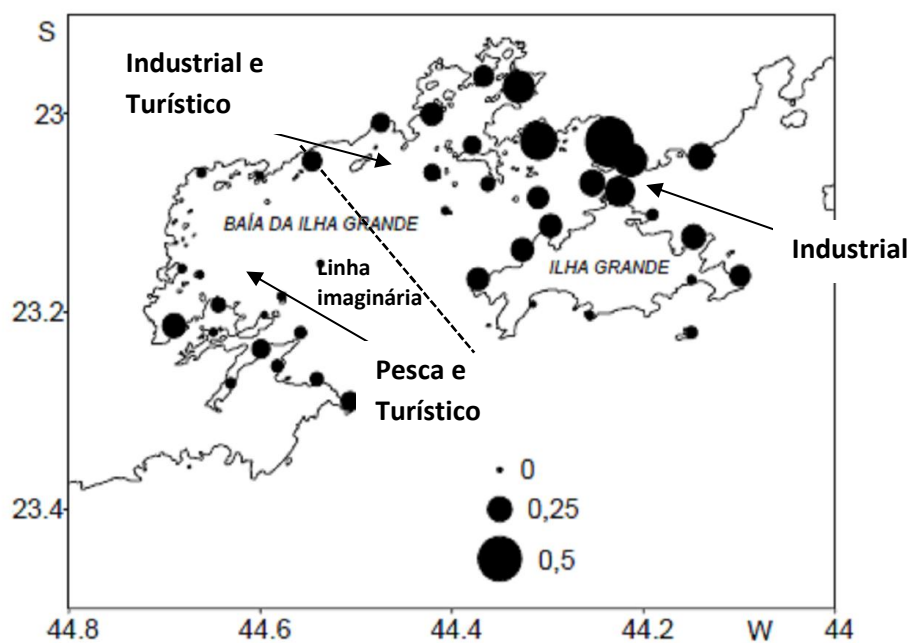 S
Industrial e
Turístico
23
BAÍA DA ILHA GRANDE
ILHA GRANDE
Industrial
Linha
imaginária
23.2
Pesca e
Turístico
0
23.4
0,25
0,5
44.8
44.6
44.4
44.2
W
44